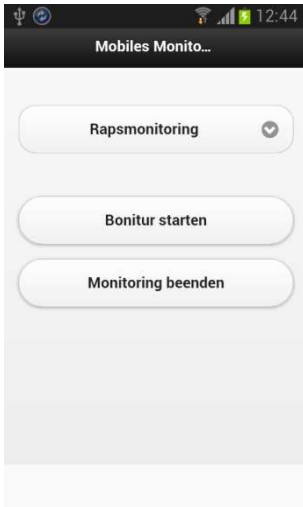 12:44
Mobiles Monito...
Rapsmonitoring
Bonitur starten
Monitoring beenden